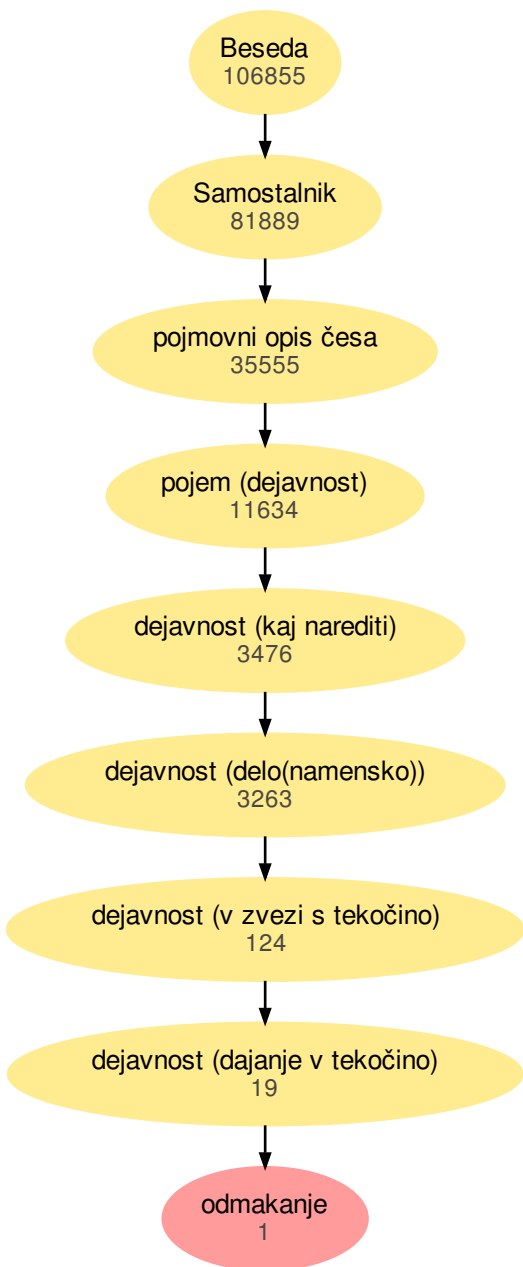 Beseda
106855
Samostalnik
81889
pojmovni opis česa
35555
pojem (dejavnost)
11634
dejavnost (kaj narediti)
3476
dejavnost (delo(namensko))
3263
dejavnost (v zvezi s tekočino)
124
dejavnost (dajanje v tekočino)
19
odmakanje
1